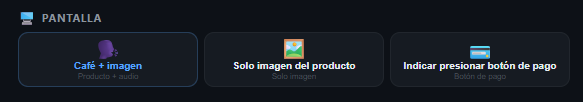 PANTALLA
Café + imagen
Producto + audio
Solo imagen del producto
Solo imagen
Indicar presionar botón de pago
Botón de pago